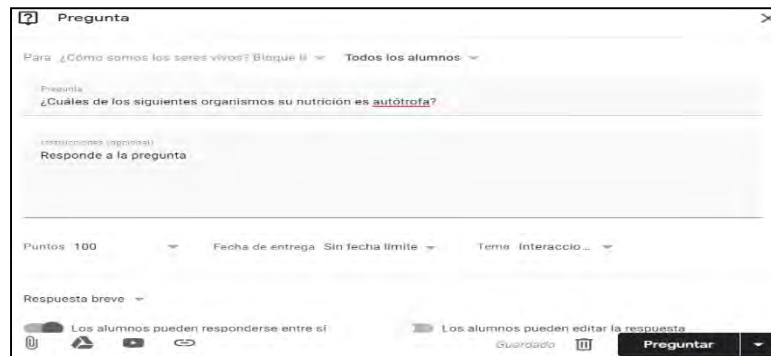 Pregunta
Para ¿Cómo somos los seres vivos? Bloque II Todos los alumnos
Pregunta
¿Cuáles de los siguientes organismos su nutrición es autótrofa?
Instrucciones (opcional)
Responde a la pregunta
Puntos 100 Fecha de entrega Sin fecha límite Tema Interaccio...
Respuesta breve
Los alumnos pueden responderse entre sí Los alumnos pueden editar la respuesta
Guardado Preguntar